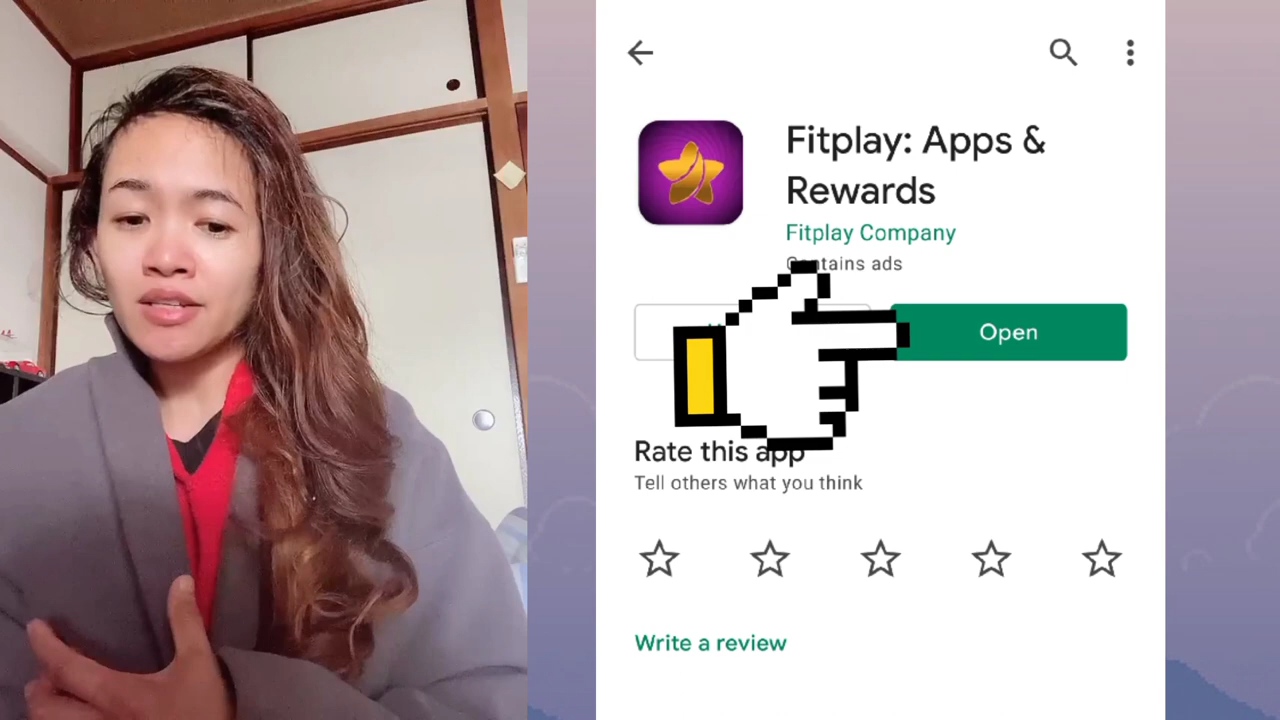 Fitplay: Apps &
Rewards
Fitplay Company
Contains ads
Open
Rate this app
Tell others what you think
Write a review